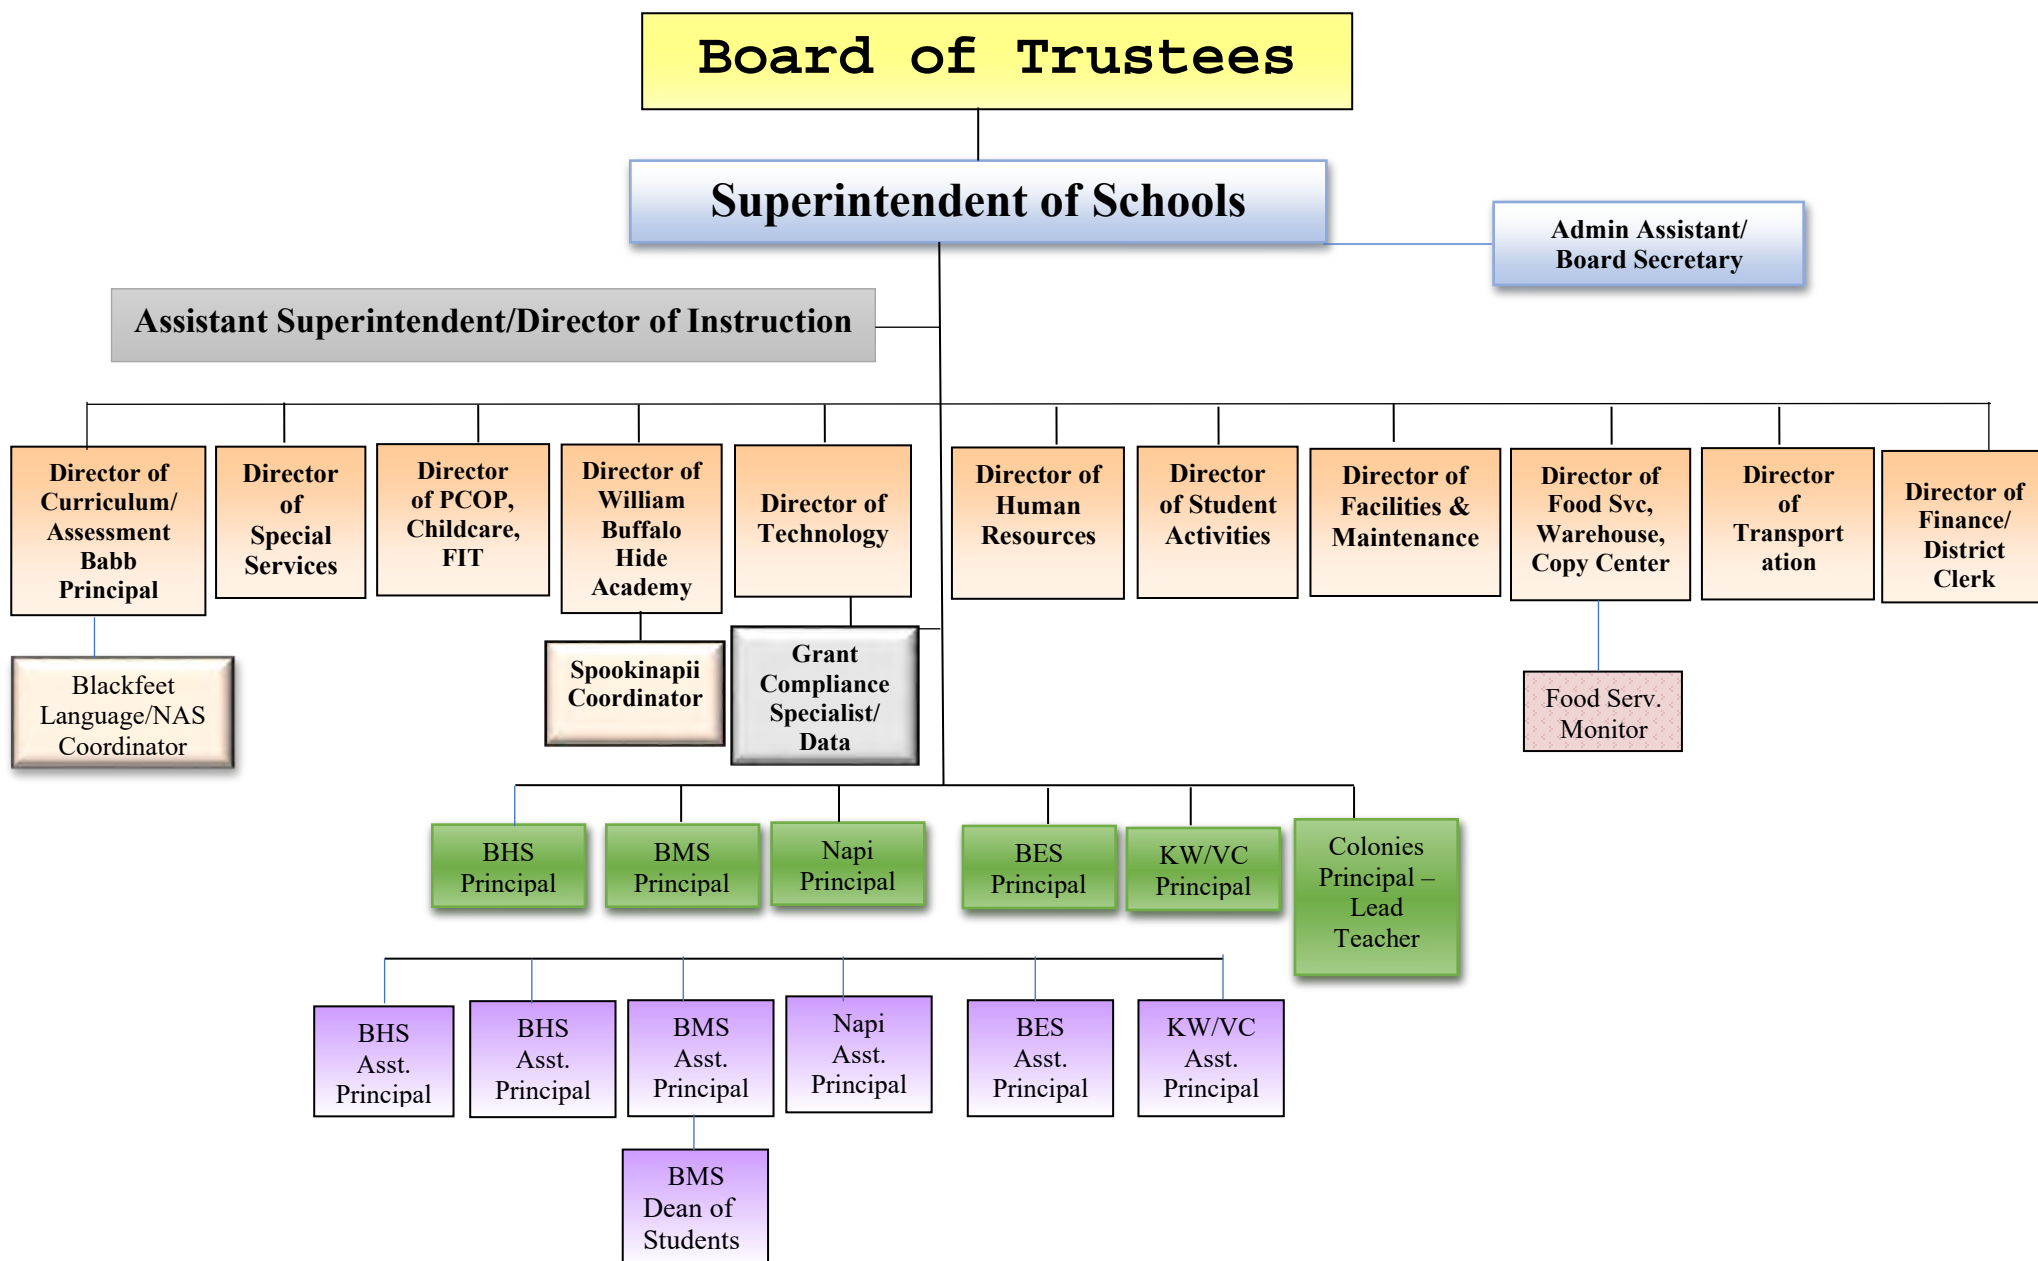 Board of Trustees
Superintendent of Schools
Admin Assistant/
Board Secretary
Assistant Superintendent/Director of Instruction
Director of
Curriculum/
Assessment
Babb
Principal
Director
of
Special
Services
Director
of PCOP,
Childcare,
FIT
Director of
William
Buffalo
Hide
Academy
Director of
Technology
Director of
Human
Resources
Director
of Student
Activities
Director of
Facilities &
Maintenance
Director of
Food Svc,
Warehouse,
Copy Center
Director
of
Transport
ation
Director of
Finance/
District
Clerk
Blackfeet
Language/NAS
Coordinator
Spookinapii
Coordinator
Grant
Compliance
Specialist/
Data
Food Serv.
Monitor
BHS
Principal
BMS
Principal
Napi
Principal
BES
Principal
KW/VC
Principal
Colonies
Principal –
Lead
Teacher
BHS
Asst.
Principal
BHS
Asst.
Principal
BMS
Asst.
Principal
Napi
Asst.
Principal
BES
Asst.
Principal
KW/VC
Asst.
Principal
BMS
Dean of
Students